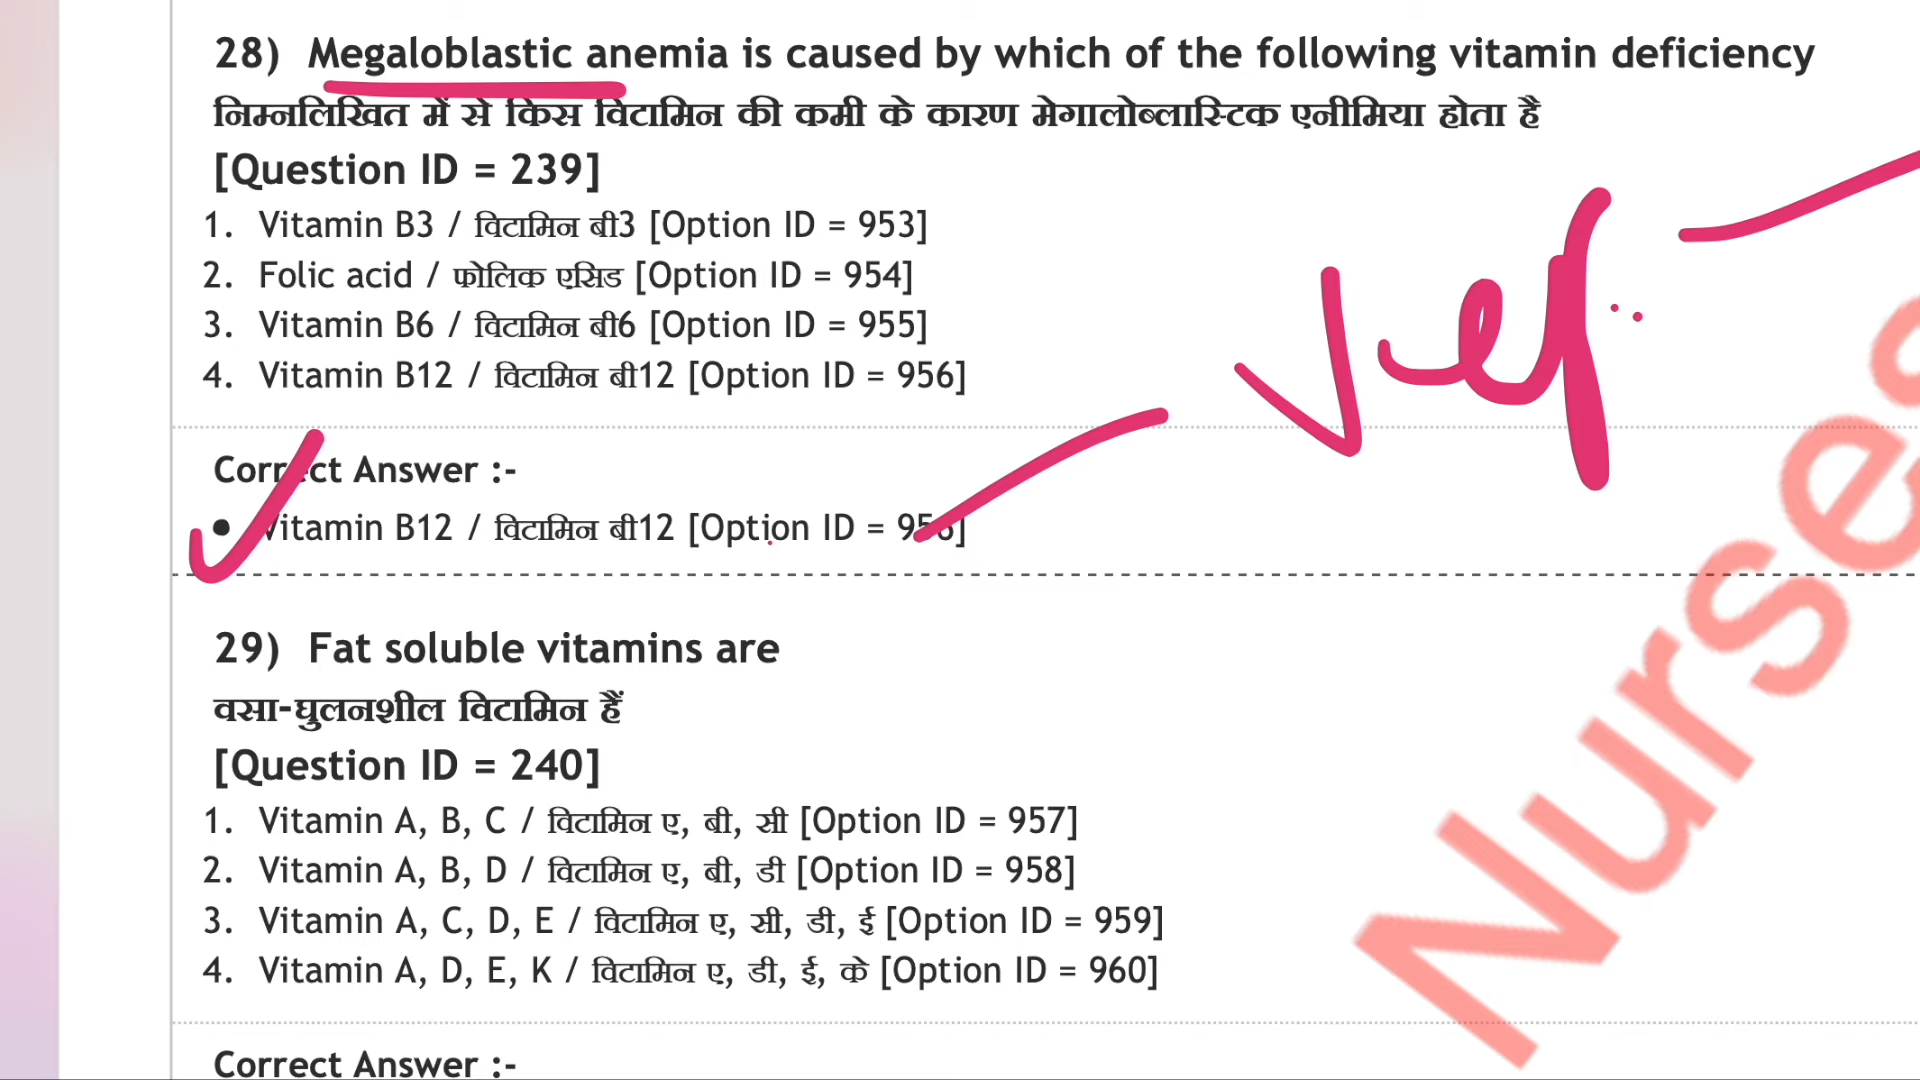 28) Megaloblastic anemia is caused by which of the following vitamin deficiency
निम्नलिखित में से किस विटामिन की कमी के कारण मेगालोब्लास्टिक एनीमिया होता है
[Question ID = 239]
1. Vitamin B3 / विटामिन बी3 [Option ID = 953]
2. Folic acid / फोलिक एसिड [Option ID = 954]
3. Vitamin B6 / विटामिन बी6 [Option ID = 955]
4. Vitamin B12 / विटामिन बी12 [Option ID = 956]
Correct Answer :-
• Vitamin B12 / विटामिन बी12 [Option ID = 956]
29) Fat soluble vitamins are
वसा-घुलनशील विटामिन हैं
[Question ID = 240]
1. Vitamin A, B, C / विटामिन ए, बी, सी [Option ID = 957]
2. Vitamin A, B, D / विटामिन ए, बी, डी [Option ID = 958]
3. Vitamin A, C, D, E / विटामिन ए, सी, डी, ई [Option ID = 959]
4. Vitamin A, D, E, K / विटामिन ए, डी, ई, के [Option ID = 960]
Correct Answer :-
Nurses